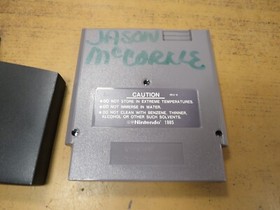 JASON
McCORKLE
CAUTION
•DO NOT STORE IN EXTREME TEMPERATURES.
•DO NOT IMMERSE IN WATER.
•DO NOT CLEAN WITH BENZENE, THINNER,
ALCOHOL OR OTHER SUCH SOLVENTS.
©Nintendo 1985